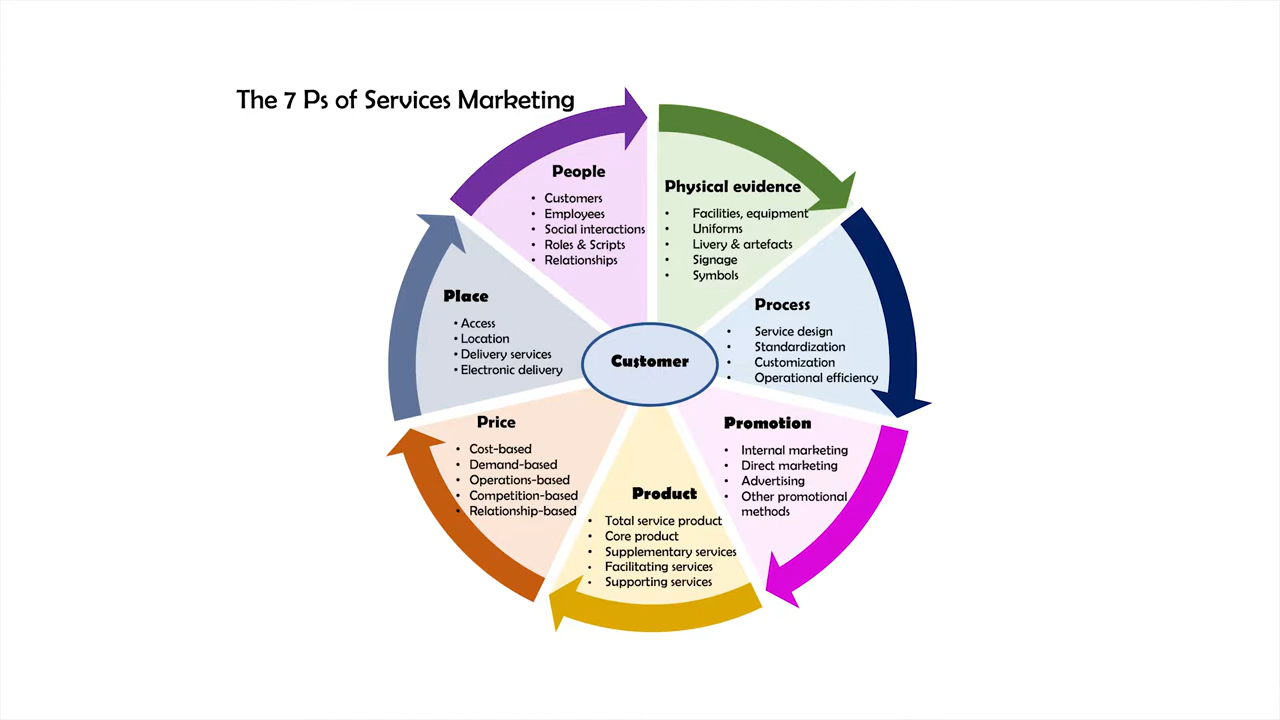 The 7 Ps of Services Marketing
People
• Customers
• Employees
• Social interactions
• Roles & Scripts
• Relationships
Physical evidence
• Facilities, equipment
• Uniforms
• Livery & artefacts
• Signage
• Symbols
Process
• Service design
• Standardization
• Customization
• Operational efficiency
Promotion
• Internal marketing
• Direct marketing
• Advertising
• Other promotional
methods
Product
• Total service product
• Core product
• Supplementary services
• Facilitating services
• Supporting services
Price
• Cost-based
• Demand-based
• Operations-based
• Competition-based
• Relationship-based
Place
• Access
• Location
• Delivery services
• Electronic delivery
Customer